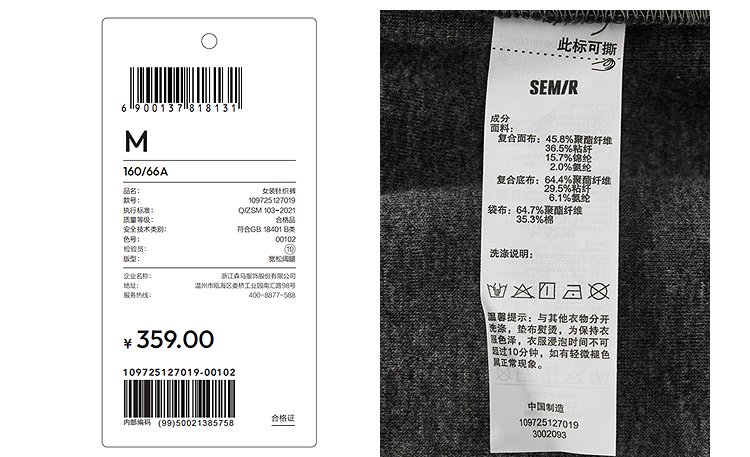 6 900137 818131
M
160/66A
品名： 女装针织裤
款号： 109725127019
执行标准： Q/ZSM 103-2021
质量等级： 合格品
安全技术类别： 符合GB 18401 B类
色号： 00102
检验员： 10
版型： 宽松阔腿
企业名称： 浙江森马服饰股份有限公司
地址： 温州市瓯海区娄桥工业园南汇路98号
服务热线： 400-8877-588
¥ 359.00
109725127019-00102
内部编码 (99)50021385758
合格证
此标可撕
SEMIR
成分
面料：
复合面布：45.8%聚酯纤维
36.5%粘纤
15.7%锦纶
2.0%氨纶
复合底布：64.4%聚酯纤维
29.5%粘纤
6.1%氨纶
袋布：64.7%聚酯纤维
35.3%棉
洗涤说明：
温馨提示：与其他衣物分开
洗涤，垫布熨烫，为保持衣
服色泽，衣服浸泡时间不可
超过10分钟，如有轻微褪色
属正常现象。
中国制造
109725127019
3002093